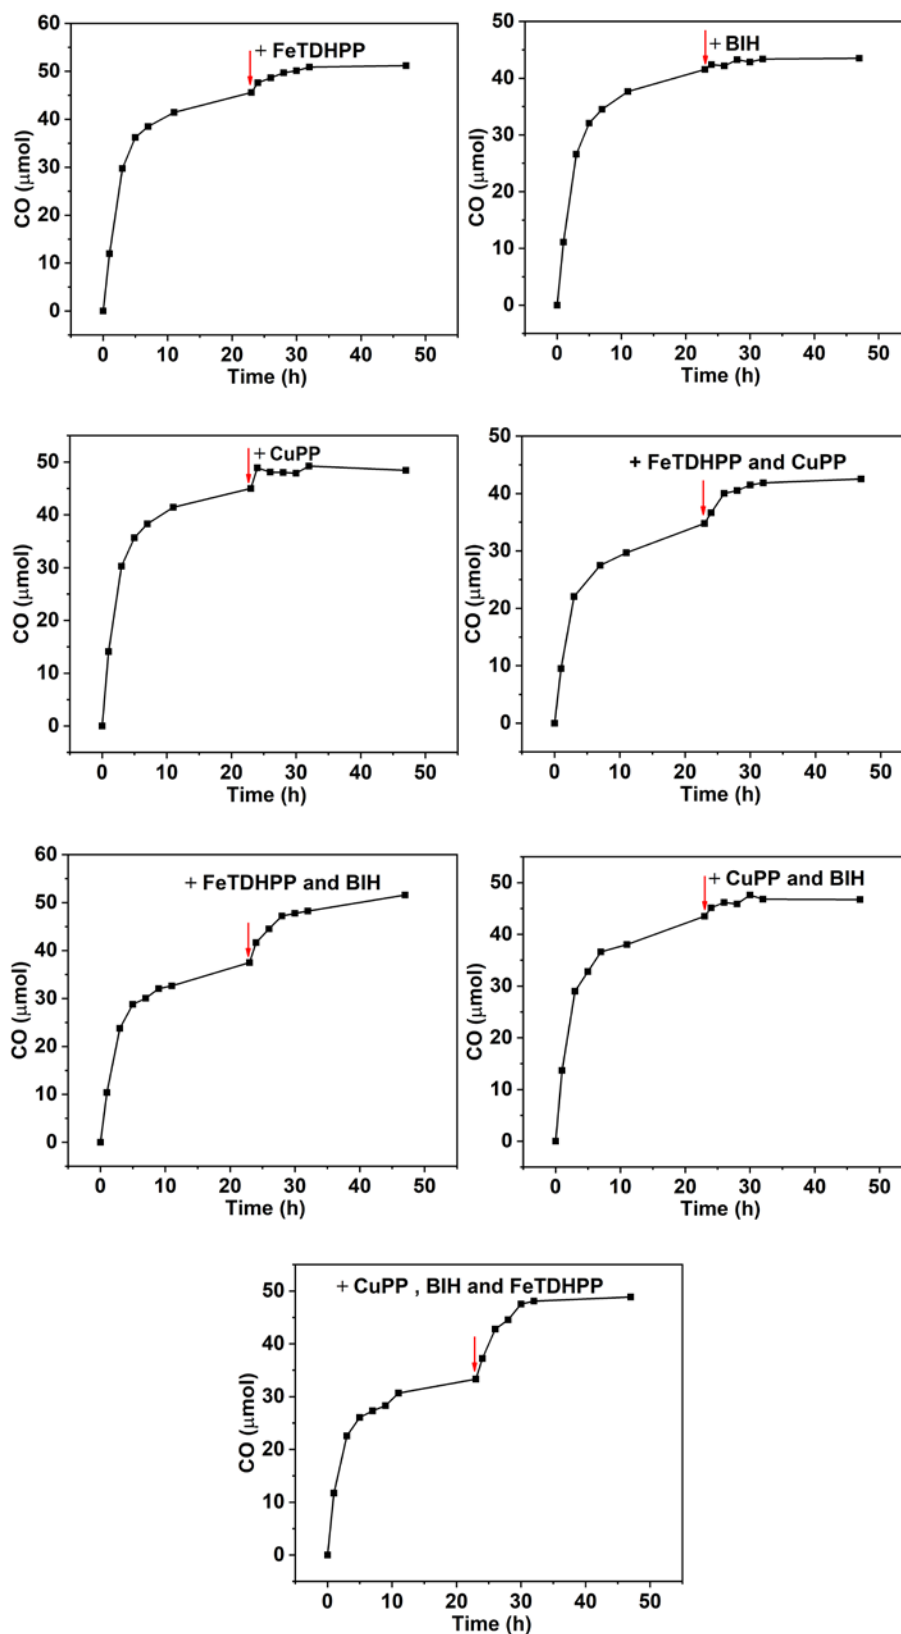 + FeTDHPP
CO (μmol)
60
50
40
30
20
10
0
0 10 20 30 40 50
Time (h)
+ BIH
CO (μmol)
50
40
30
20
10
0
0 10 20 30 40 50
Time (h)
+ CuPP
CO (μmol)
50
40
30
20
10
0
0 10 20 30 40 50
Time (h)
+ FeTDHPP and CuPP
CO (μmol)
50
40
30
20
10
0
0 10 20 30 40 50
Time (h)
+ FeTDHPP and BIH
CO (μmol)
60
50
40
30
20
10
0
0 10 20 30 40 50
Time (h)
+ CuPP and BIH
CO (μmol)
50
40
30
20
10
0
0 10 20 30 40 50
Time (h)
+ CuPP , BIH and FeTDHPP
CO (μmol)
50
40
30
20
10
0
0 10 20 30 40 50
Time (h)